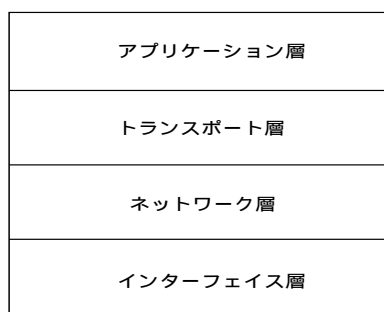 アプリケーション層
トランスポート層
ネットワーク層
インターフェイス層